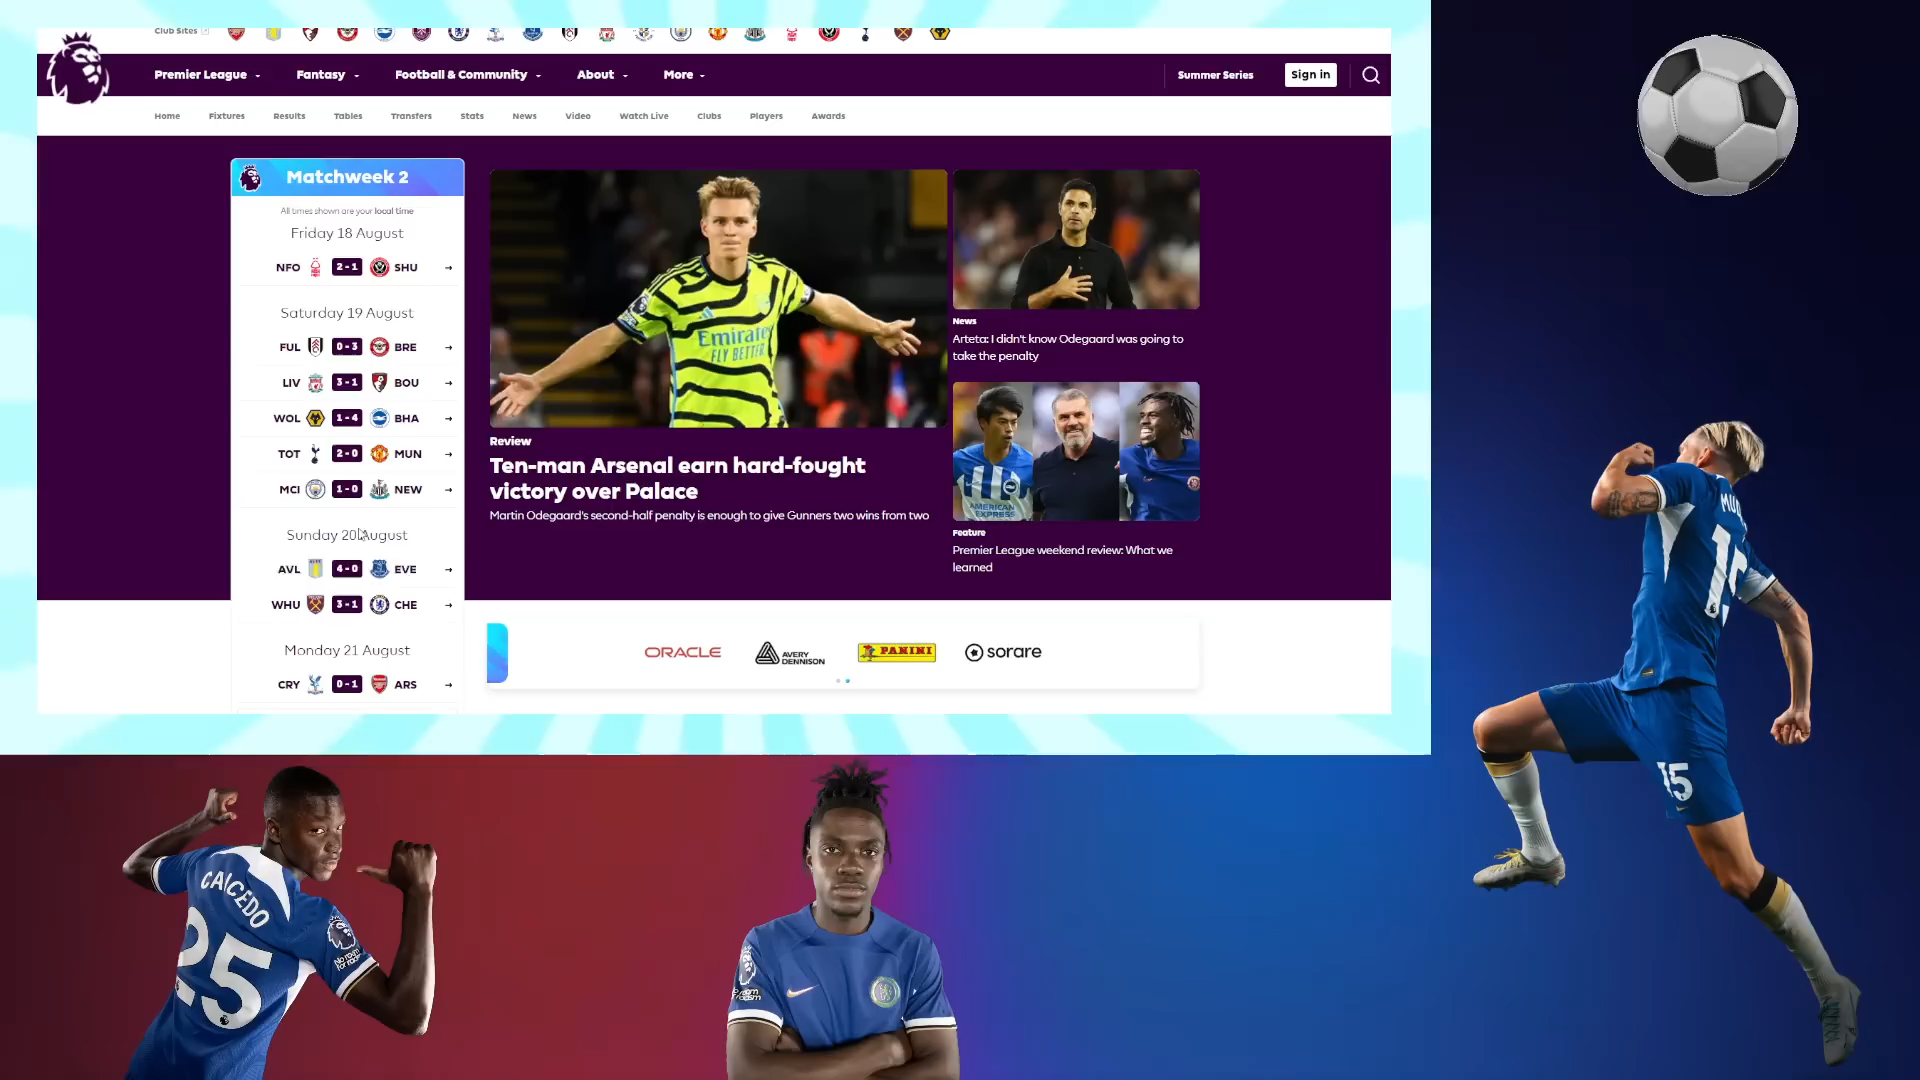 Club Sites
Premier League
Fantasy
Football & Community
About
More
Summer Series
Sign in
Home
Fixtures
Results
Tables
Transfers
Stats
News
Video
Watch Live
Clubs
Players
Awards
Matchweek 2
All times shown are your local time
Friday 18 August
NFO 2 - 1 SHU
Saturday 19 August
FUL 0 - 3 BRE
LIV 3 - 1 BOU
WOL 1 - 4 BHA
TOT 2 - 0 MUN
MCI 1 - 0 NEW
Sunday 20 August
AVL 4 - 0 EVE
WHU 3 - 1 CHE
Monday 21 August
CRY 0 - 1 ARS
Emirates
FLY BETTER
Review
Ten-man Arsenal earn hard-fought
victory over Palace
Martin Odegaard's second-half penalty is enough to give Gunners two wins from two
News
Arteta: I didn't know Odegaard was going to
take the penalty
AMERICAN
EXPRESS
Feature
Premier League weekend review: What we
learned
ORACLE
AVERY
DENNISON
PANINI
sorare
CAICEDO
25
No room
for racism
15
15